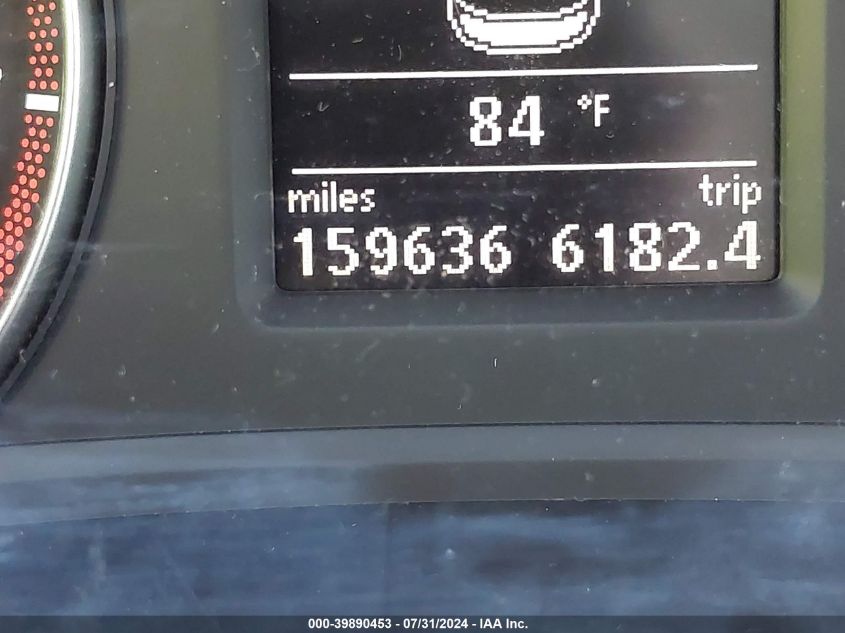 84 °F
miles trip
159636 6182.4
000-39890453 - 07/31/2024 - IAA Inc.